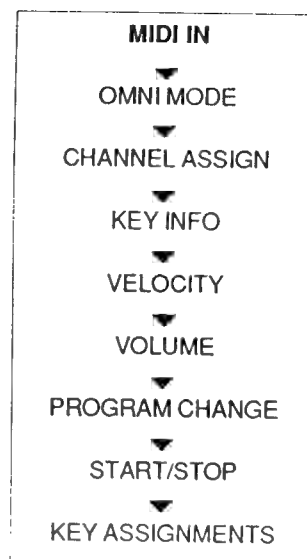 MIDI IN
OMNI MODE
CHANNEL ASSIGN
KEY INFO
VELOCITY
VOLUME
PROGRAM CHANGE
START/STOP
KEY ASSIGNMENTS